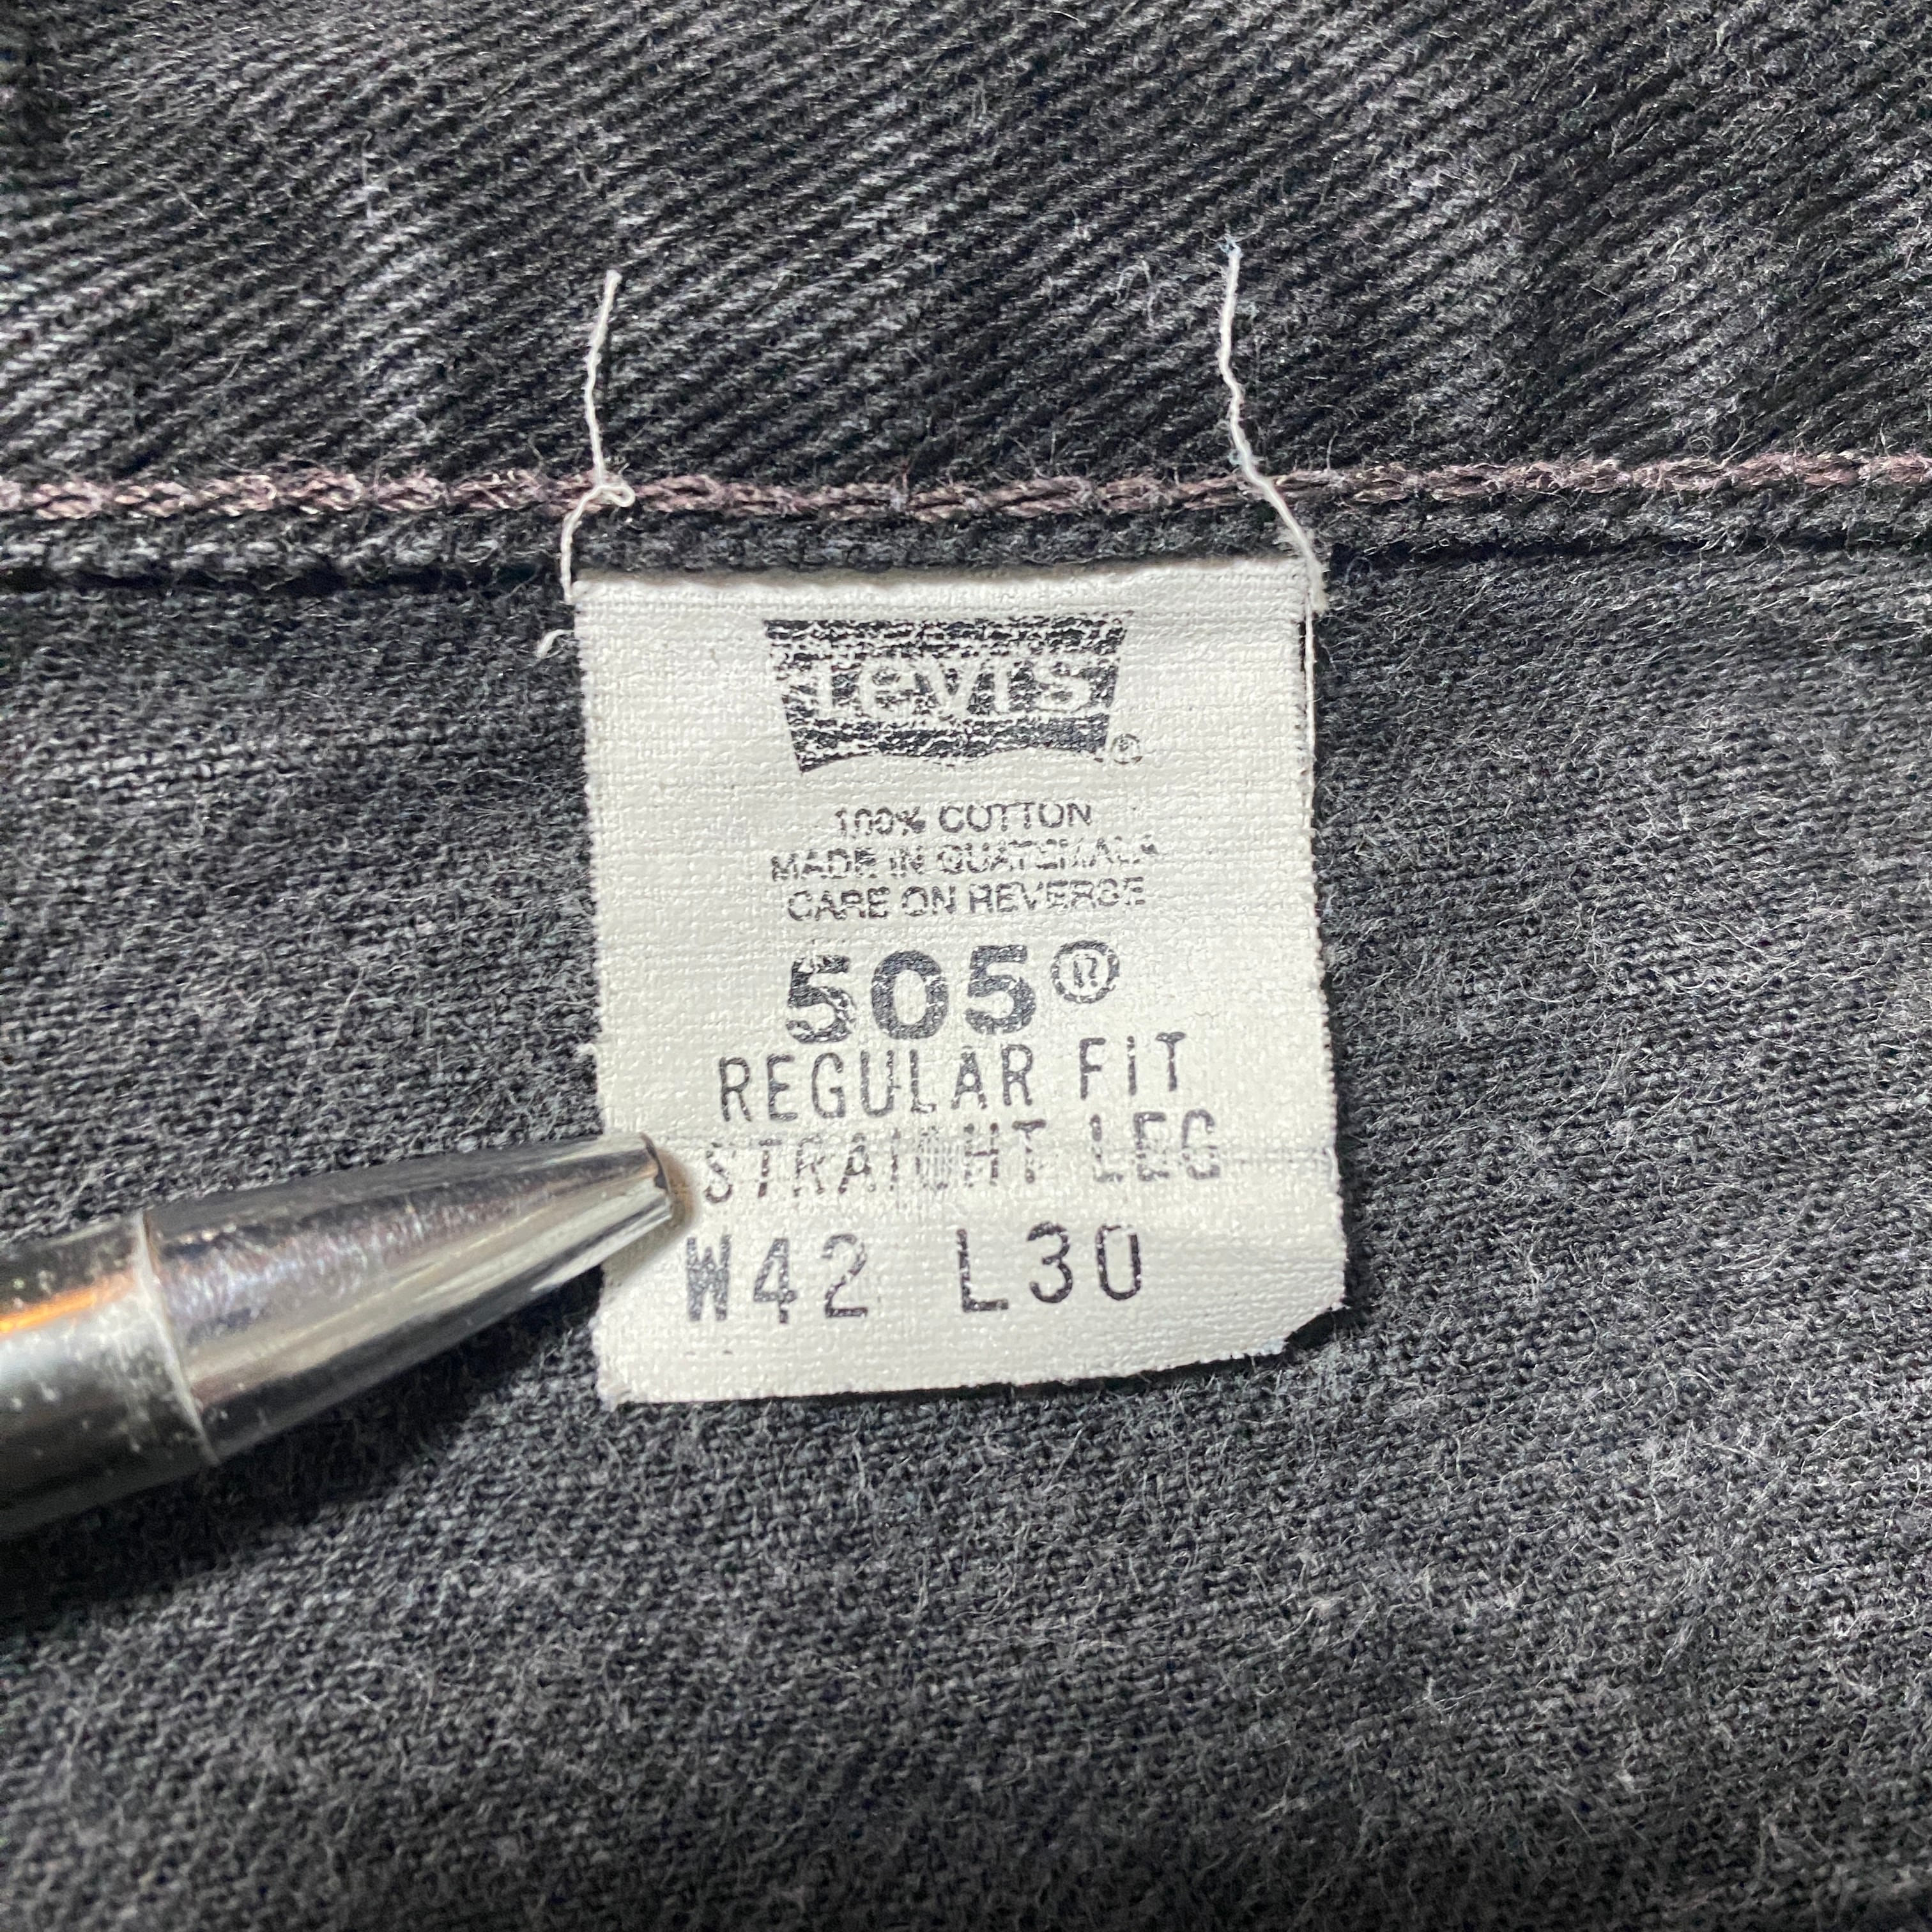 Levi's
®
100% COTTON
MADE IN GUATEMALA
CARE ON REVERSE
505®
REGULAR FIT
STRAIGHT LEG
W42 L30